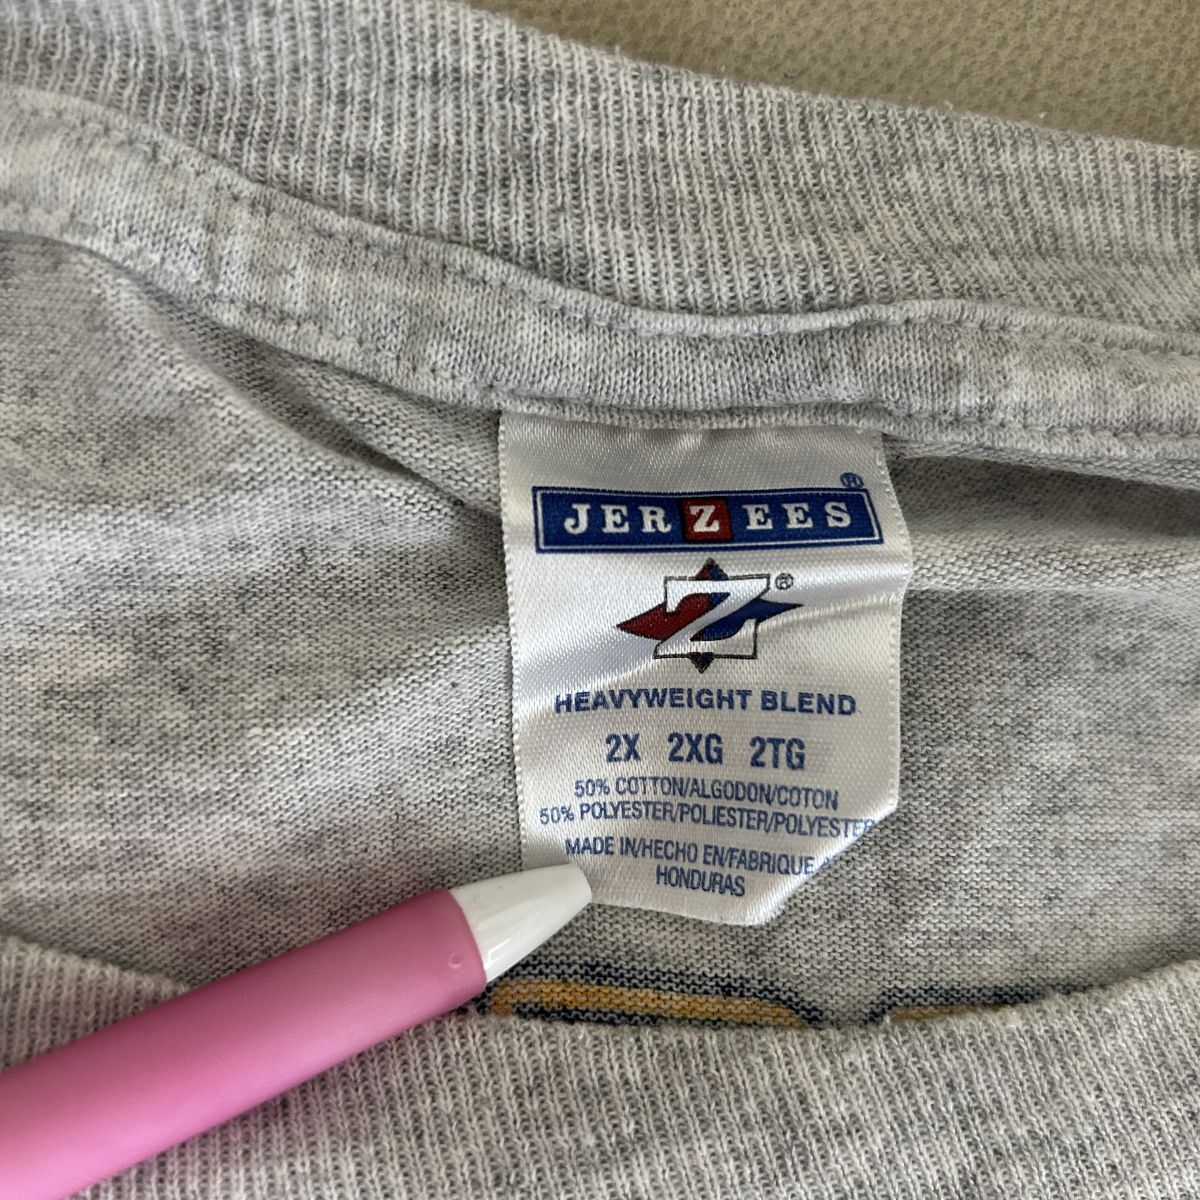 JERZEES®
Z®
HEAVYWEIGHT BLEND
2X 2XG 2TG
50% COTTON/ALGODON/COTON
50% POLYESTER/POLIESTER/POLYESTER
MADE IN/HECHO EN/FABRIQUE A
HONDURAS